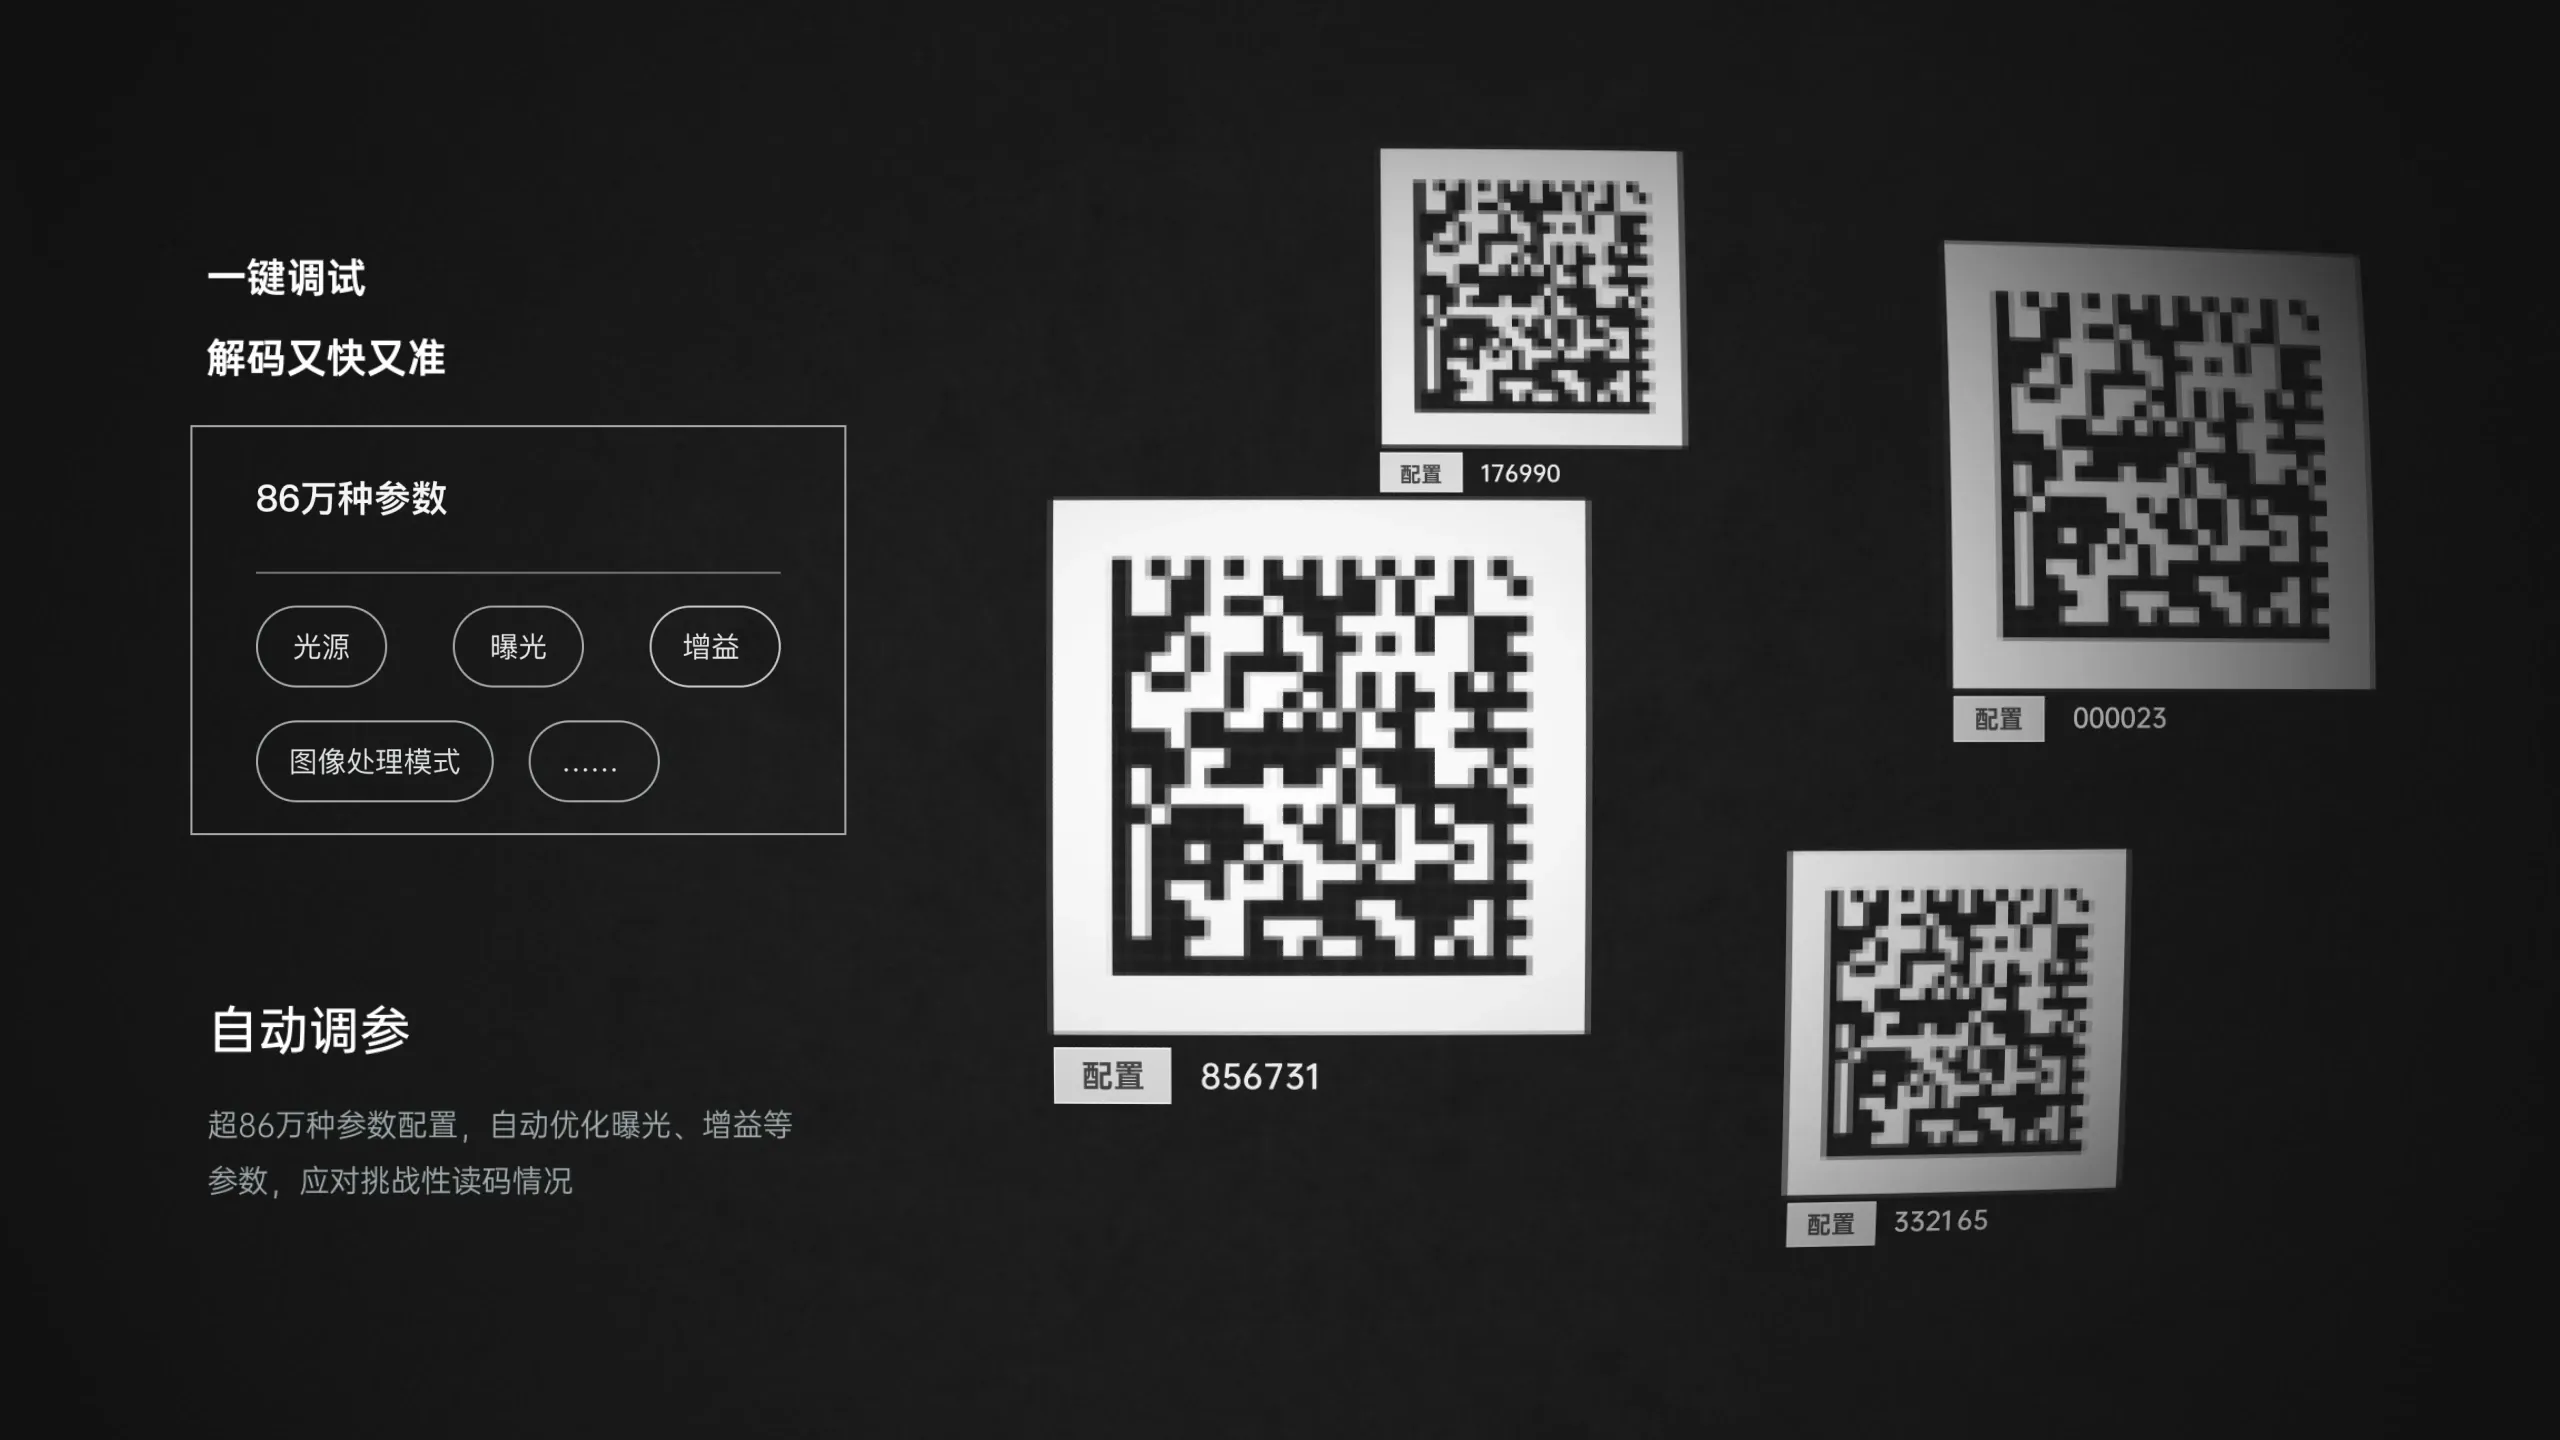 一键调试
解码又快又准
86万种参数
光源
曝光
增益
图像处理模式
......
自动调参
超86万种参数配置，自动优化曝光、增益等
参数，应对挑战性读码情况
配置 176990
配置 856731
配置 000023
配置 332165